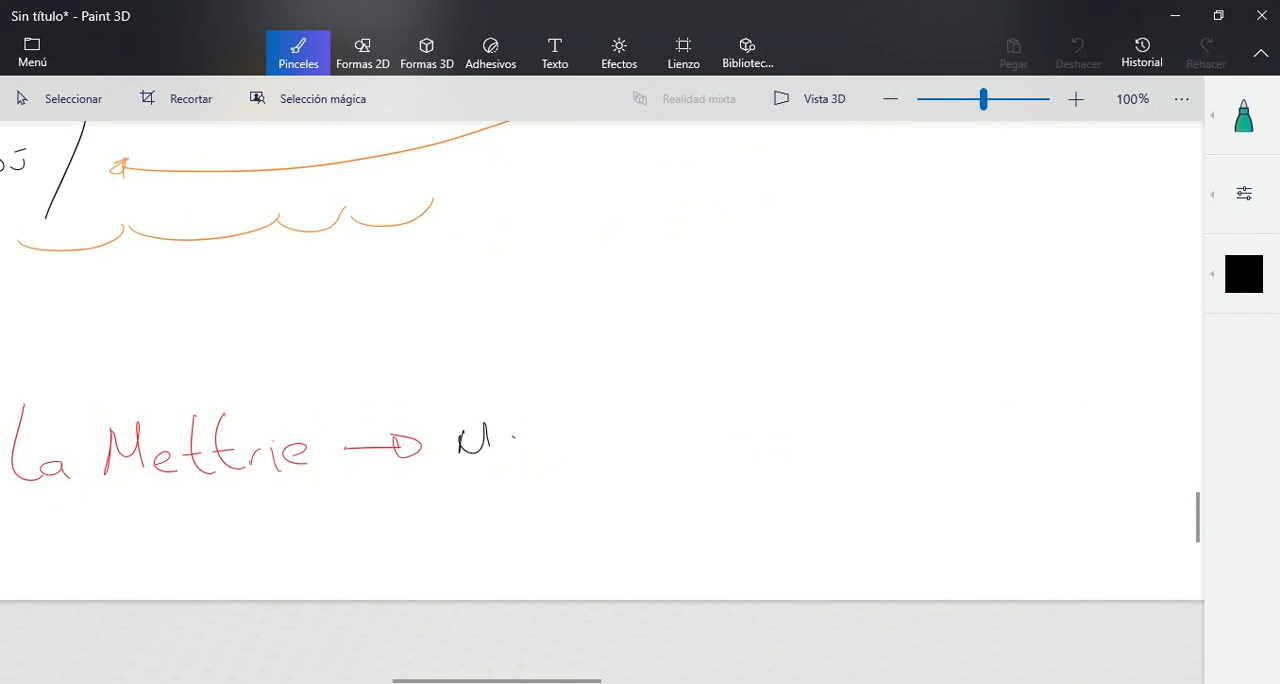 Sin título* - Paint 3D
Menú
Pinceles Formas 2D Formas 3D Adhesivos Texto Efectos Lienzo Bibliotec... Pegar Deshacer Historial Rehacer
Seleccionar Recortar Selección mágica Realidad mixta Vista 3D 100%
La Mettrie → N